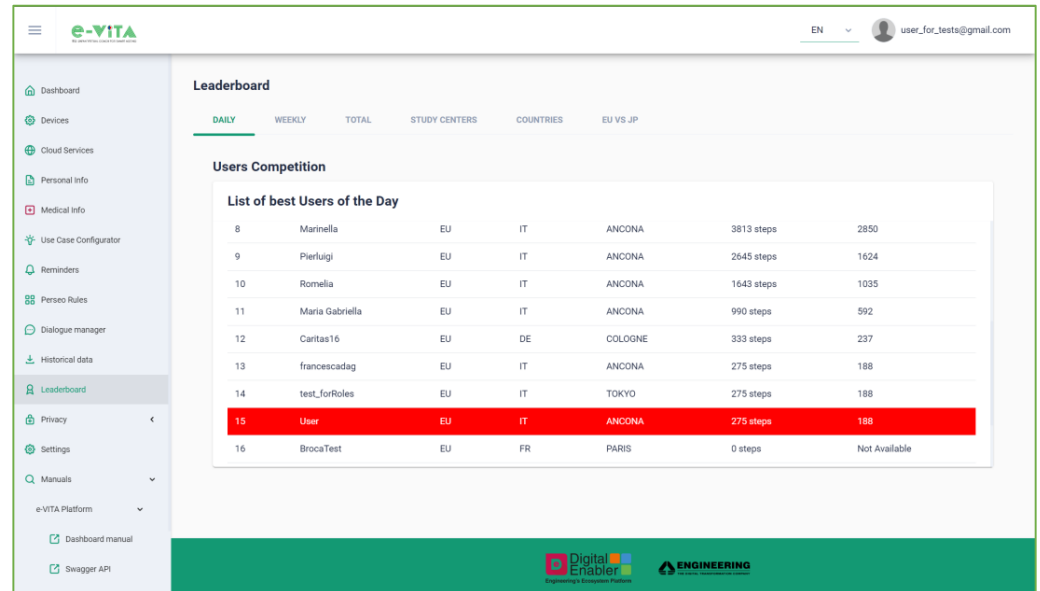 e-ViTA
EN
user_for_tests@gmail.com
Dashboard
Devices
Cloud Services
Personal Info
Medical Info
Use Case Configurator
Reminders
Perseo Rules
Dialogue manager
Historical data
Leaderboard
Privacy
Settings
Manuals
e-VITA Platform
Dashboard manual
Swagger API
Leaderboard
DAILY WEEKLY TOTAL STUDY CENTERS COUNTRIES EU VS JP
Users Competition
List of best Users of the Day
8 Marinella EU IT ANCONA 3813 steps 2850
9 Pierluigi EU IT ANCONA 2645 steps 1624
10 Romelia EU IT ANCONA 1643 steps 1035
11 Maria Gabriella EU IT ANCONA 990 steps 592
12 Caritas16 EU DE COLOGNE 333 steps 237
13 francescadag EU IT ANCONA 275 steps 188
14 test_forRoles EU IT TOKYO 275 steps 188
15 User EU IT ANCONA 275 steps 188
16 BrocaTest EU FR PARIS 0 steps Not Available
D Digital Enabler
Engineering's Ecosystem Platform
ENGINEERING
THE DIGITAL TRANSFORMATION COMPANY